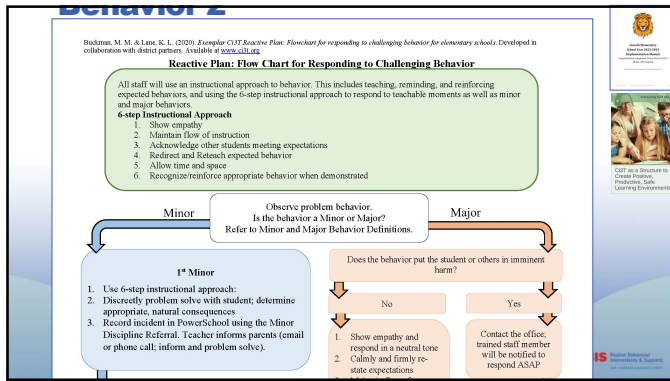 Behavior 2
Buckman, M. M. & Lane, K. L. (2020). Exemplar Ci3T Reactive Plan: Flowchart for responding to challenging behavior for elementary schools. Developed in
collaboration with district partners. Available at www.ci3t.org
Reactive Plan: Flow Chart for Responding to Challenging Behavior
All staff will use an instructional approach to behavior. This includes teaching, reminding, and reinforcing
expected behaviors, and using the 6-step instructional approach to respond to teachable moments as well as minor
and major behaviors.
6-step Instructional Approach
1. Show empathy
2. Maintain flow of instruction
3. Acknowledge other students meeting expectations
4. Redirect and Reteach expected behavior
5. Allow time and space
6. Recognize/reinforce appropriate behavior when demonstrated
Minor
Observe problem behavior.
Is the behavior a Minor or Major?
Refer to Minor and Major Behavior Definitions.
Major
1st Minor
1. Use 6-step instructional approach:
2. Discreetly problem solve with student; determine
appropriate, natural consequences
3. Record incident in PowerSchool using the Minor
Discipline Referral. Teacher informs parents (email
or phone call; inform and problem solve).
Does the behavior put the student or others in imminent
harm?
No
Yes
1. Show empathy and
respond in a neutral tone
2. Calmly and firmly re-
state expectations
Contact the office;
trained staff member
will be notified to
respond ASAP
Ci3T as a Structure to
Create Positive,
Productive, Safe
Learning Environments
IS Positive Behavioral
Interventions & Supports